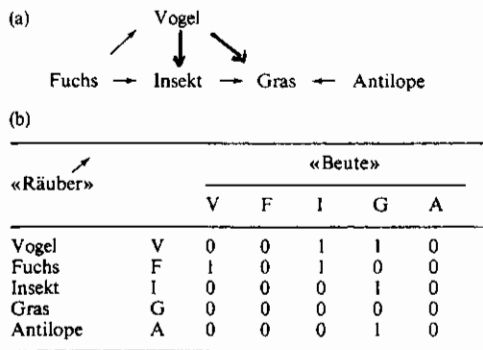 (a)
Vogel
Fuchs → Insekt → Gras ← Antilope
(b)
«Räuber» «Beute»
V F I G A
Vogel V 0 0 1 1 0
Fuchs F 1 0 1 0 0
Insekt I 0 0 0 1 0
Gras G 0 0 0 0 0
Antilope A 0 0 0 1 0